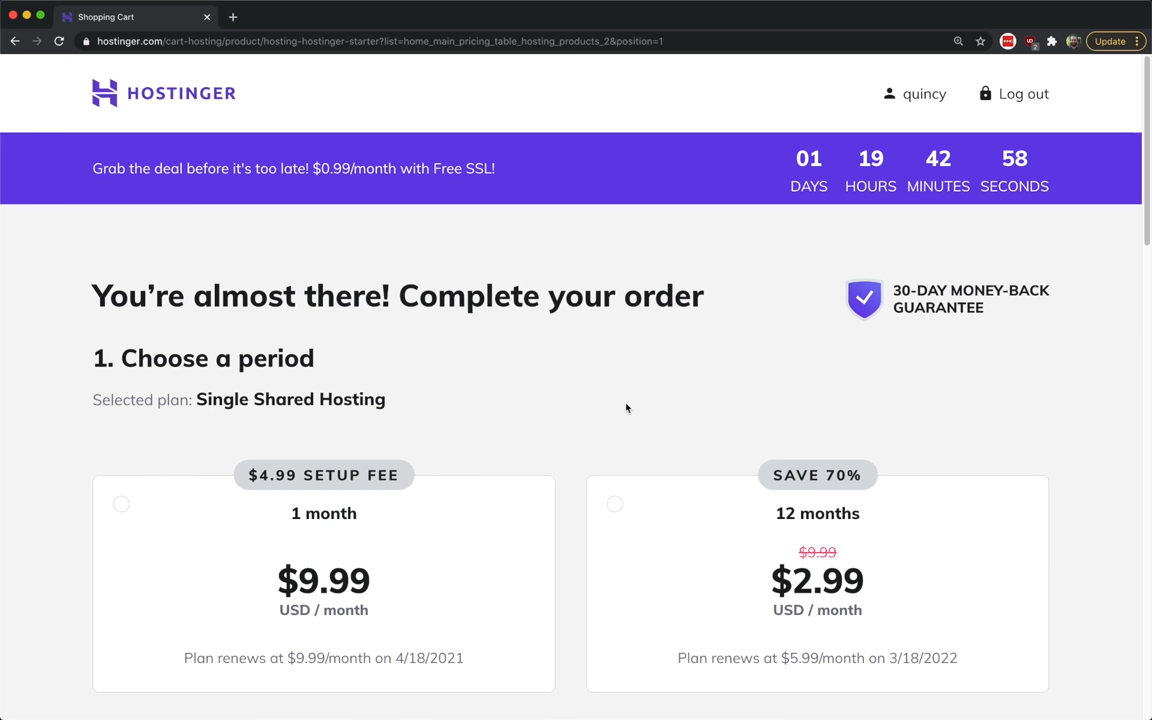 Shopping Cart
hostinger.com/cart-hosting/product/hosting-hostinger-starter?list=home_main_pricing_table_hosting_products_2&position=1
Update
HOSTINGER
quincy
Log out
Grab the deal before it's too late! $0.99/month with Free SSL!
01 19 42 58
DAYS HOURS MINUTES SECONDS
You're almost there! Complete your order
30-DAY MONEY-BACK
GUARANTEE
1. Choose a period
Selected plan: Single Shared Hosting
$4.99 SETUP FEE
1 month
$9.99
USD / month
Plan renews at $9.99/month on 4/18/2021
SAVE 70%
12 months
$9.99
$2.99
USD / month
Plan renews at $5.99/month on 3/18/2022